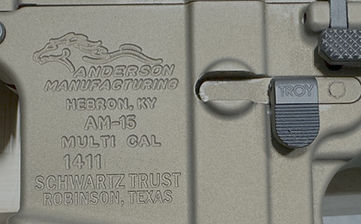 ANDERSON
MANUFACTURING
HEBRON, KY
AM-15
MULTI CAL
1411
SCHWARTZ TRUST
ROBINSON, TEXAS
TROY